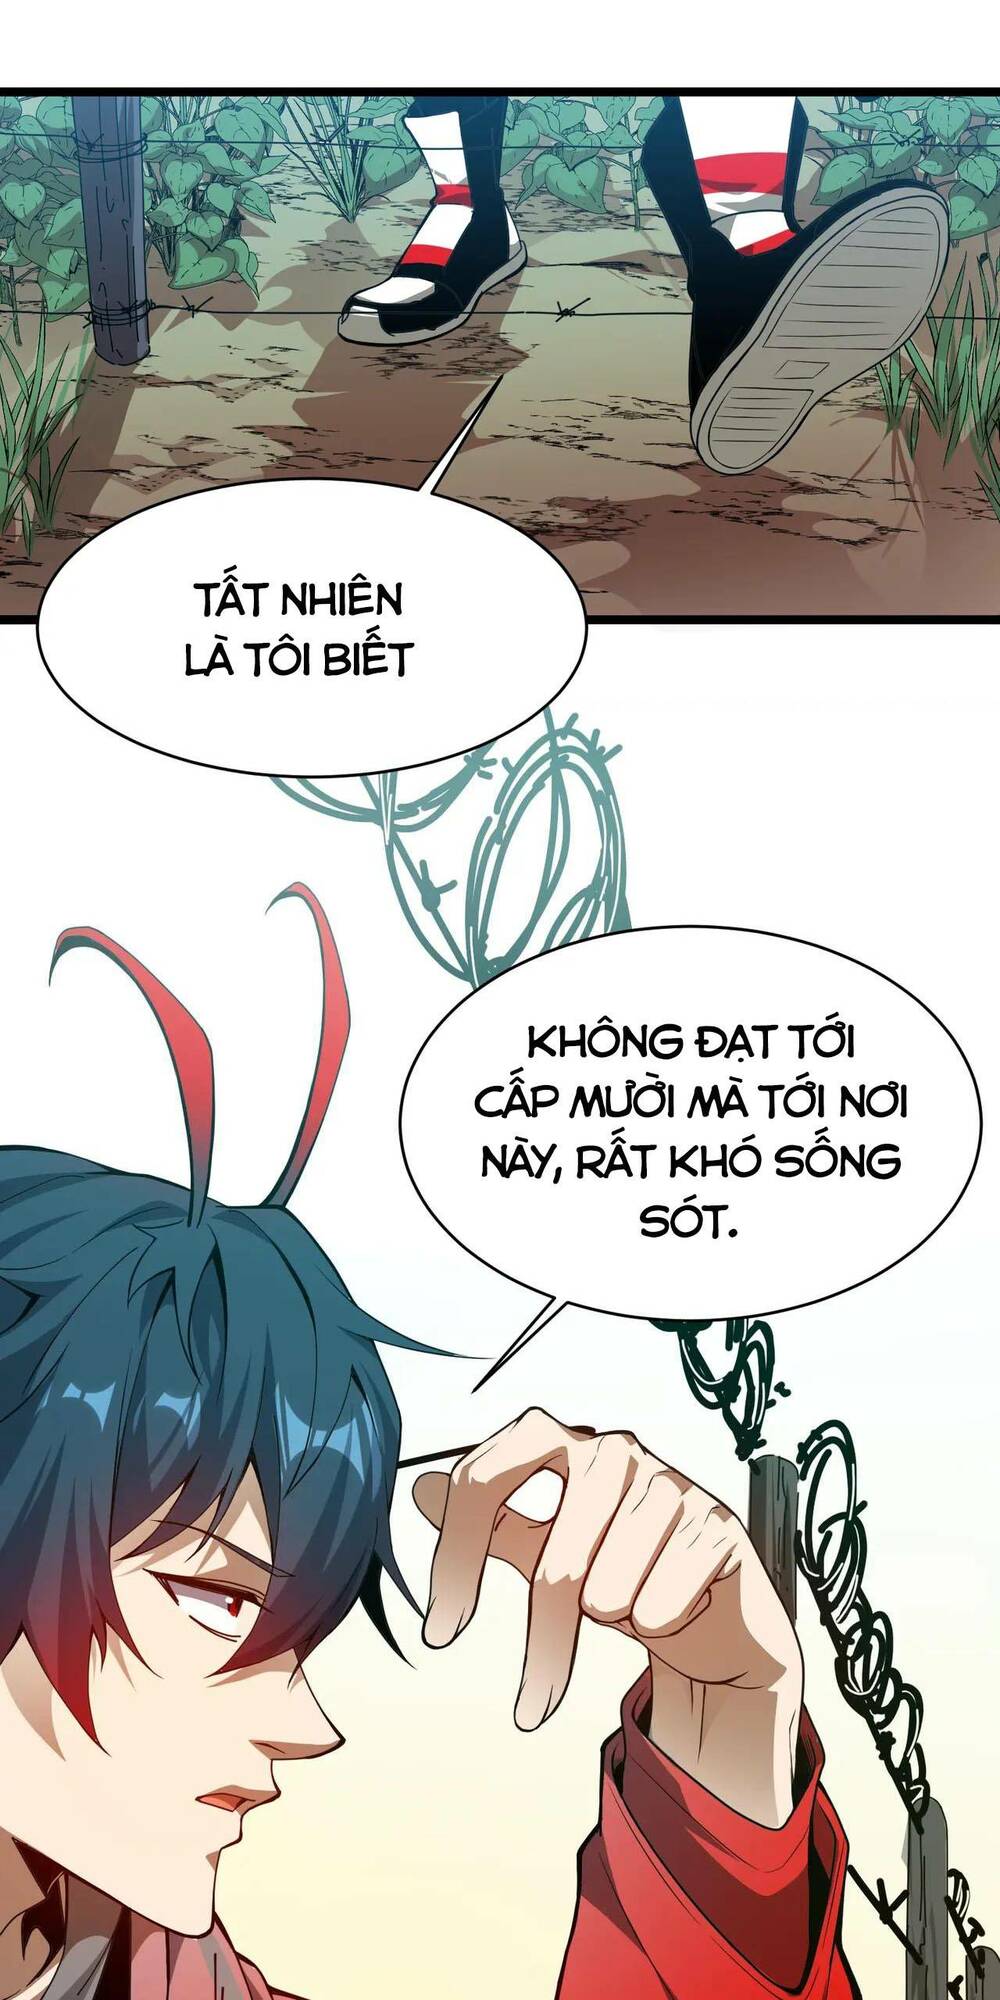 TẤT NHIÊN
LÀ TÔI BIẾT
KHÔNG ĐẠT TỚI
CẤP MƯỜI MÀ TỚI NƠI
NÀY, RẤT KHÓ SỐNG
SÓT.